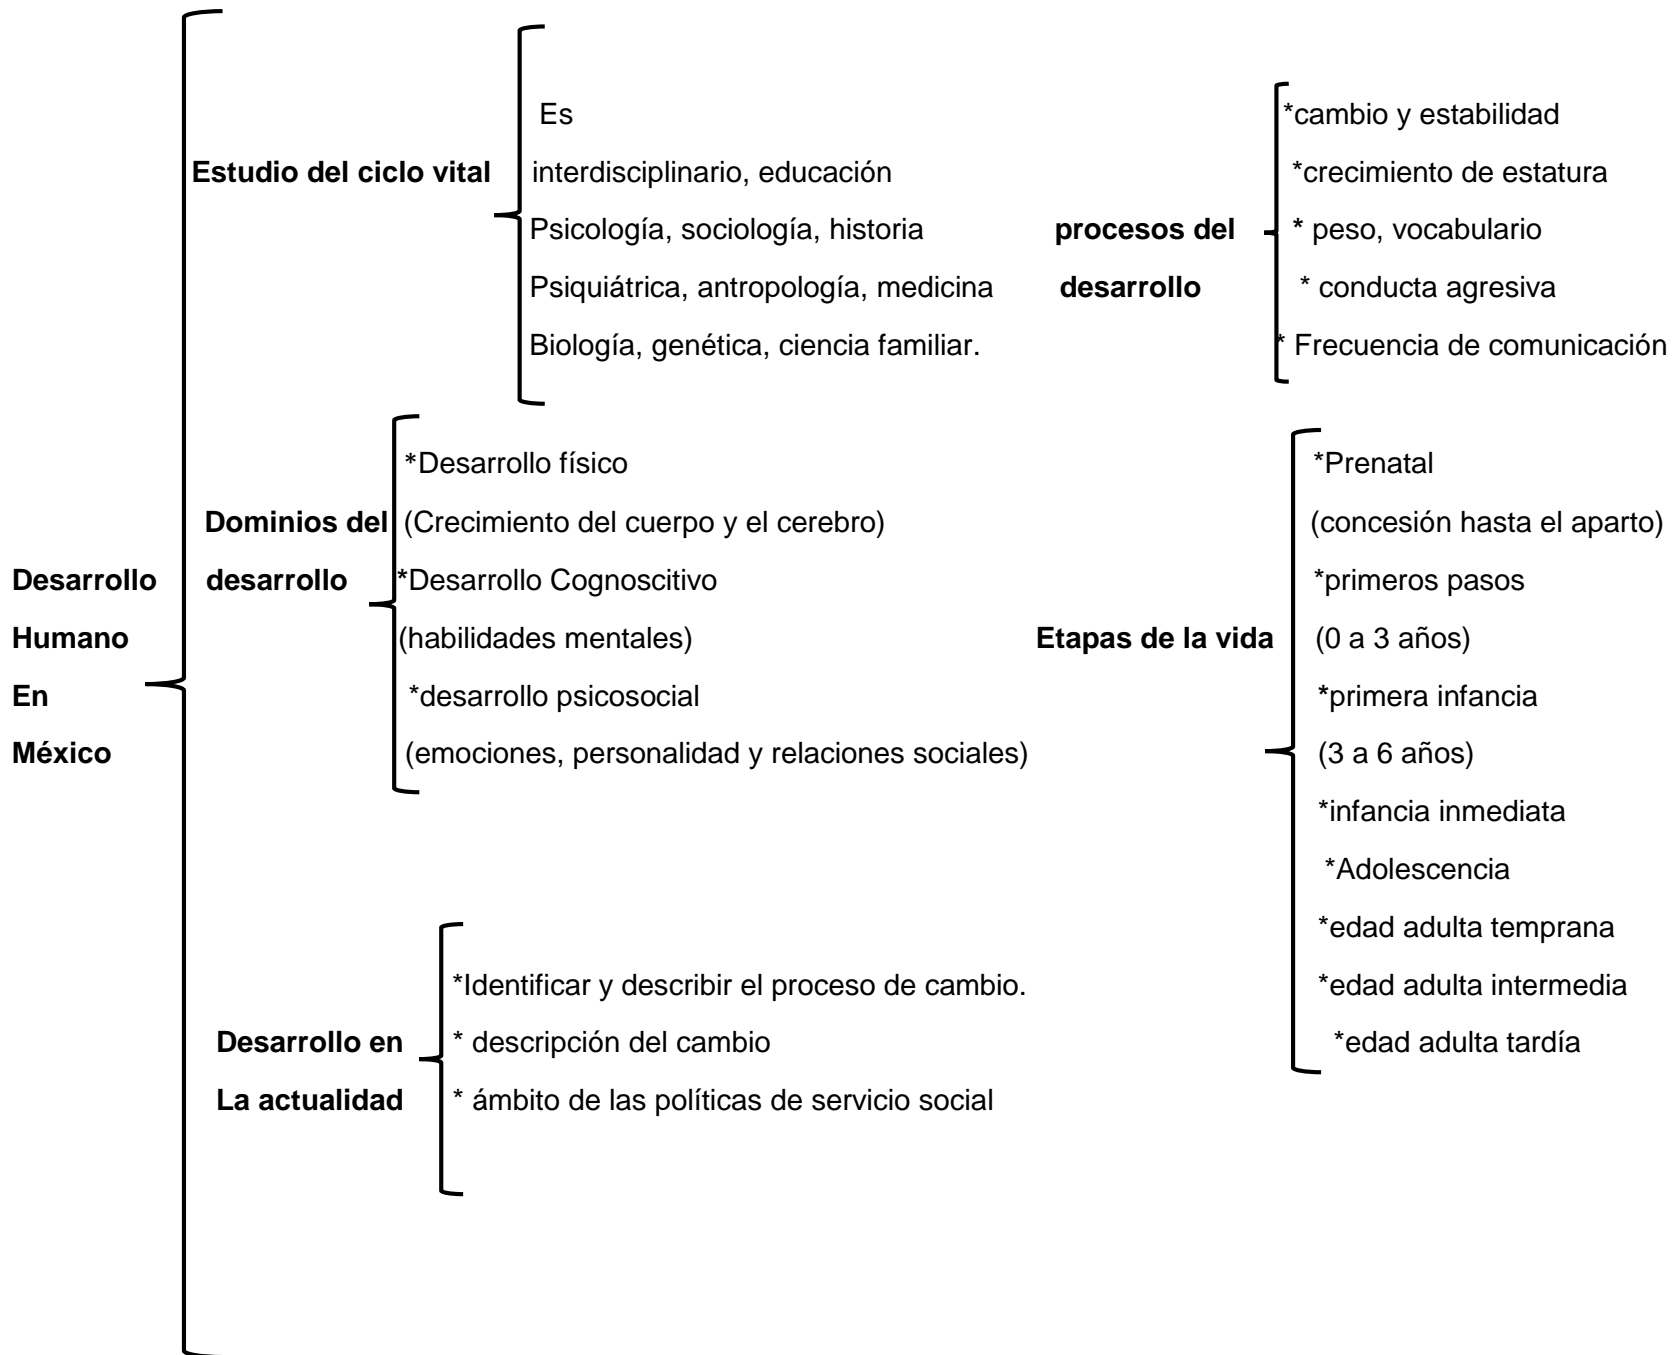 Desarrollo
Humano
En
México
Estudio del ciclo vital
Es
interdisciplinario, educación
Psicología, sociología, historia
Psiquiátrica, antropología, medicina
Biología, genética, ciencia familiar.
procesos del
desarrollo
*cambio y estabilidad
*crecimiento de estatura
* peso, vocabulario
* conducta agresiva
* Frecuencia de comunicación
Dominios del
desarrollo
*Desarrollo físico
(Crecimiento del cuerpo y el cerebro)
*Desarrollo Cognoscitivo
(habilidades mentales)
*desarrollo psicosocial
(emociones, personalidad y relaciones sociales)
Etapas de la vida
*Prenatal
(concesión hasta el aparto)
*primeros pasos
(0 a 3 años)
*primera infancia
(3 a 6 años)
*infancia inmediata
*Adolescencia
*edad adulta temprana
*edad adulta intermedia
*edad adulta tardía
Desarrollo en
La actualidad
*Identificar y describir el proceso de cambio.
* descripción del cambio
* ámbito de las políticas de servicio social